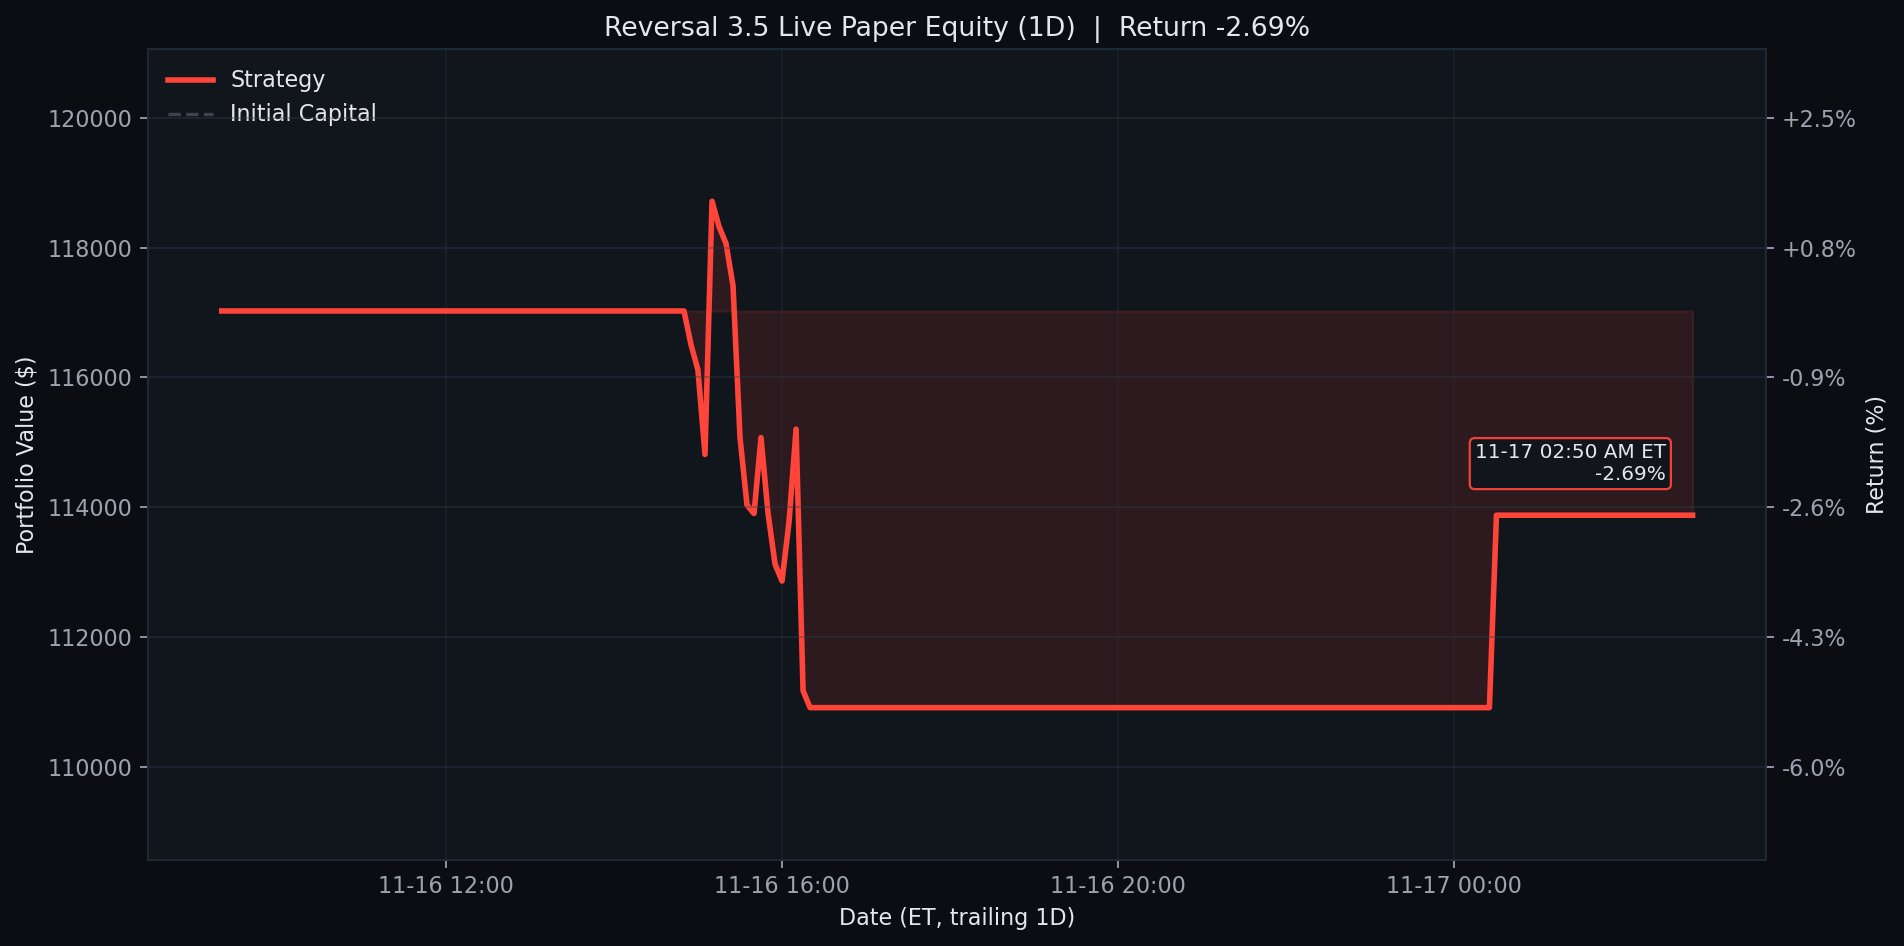 Reversal 3.5 Live Paper Equity (1D)  |  Return -2.69%
Strategy
Initial Capital
120000
118000
116000
114000
112000
110000
Portfolio Value ($)
+2.5%
+0.8%
-0.9%
-2.6%
-4.3%
-6.0%
Return (%)
11-17 02:50 AM ET
-2.69%
11-16 12:00
11-16 16:00
11-16 20:00
11-17 00:00
Date (ET, trailing 1D)